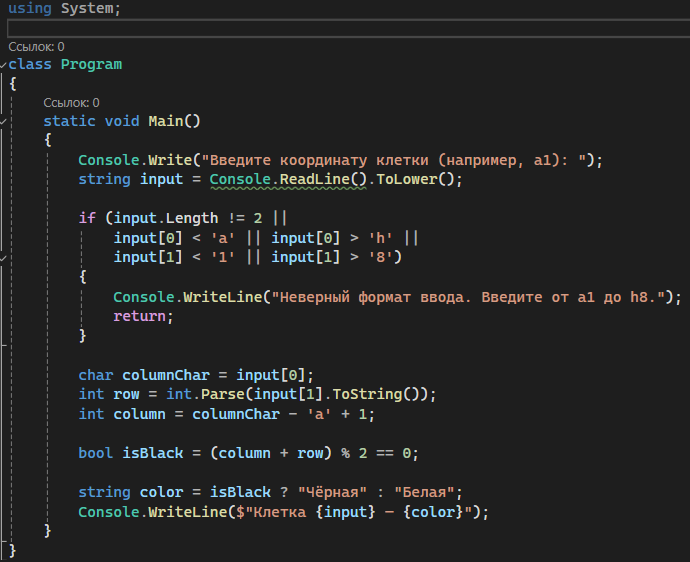 using System;
Ссылок: 0
class Program
{
Ссылок: 0
static void Main()
{
Console.Write("Введите координату клетки (например, a1): ");
string input = Console.ReadLine().ToLower();
if (input.Length != 2 ||
input[0] < 'a' || input[0] > 'h' ||
input[1] < '1' || input[1] > '8')
{
Console.WriteLine("Неверный формат ввода. Введите от a1 до h8.");
return;
}
char columnChar = input[0];
int row = int.Parse(input[1].ToString());
int column = columnChar - 'a' + 1;
bool isBlack = (column + row) % 2 == 0;
string color = isBlack ? "Чёрная" : "Белая";
Console.WriteLine($"Клетка {input} — {color}");
}
}